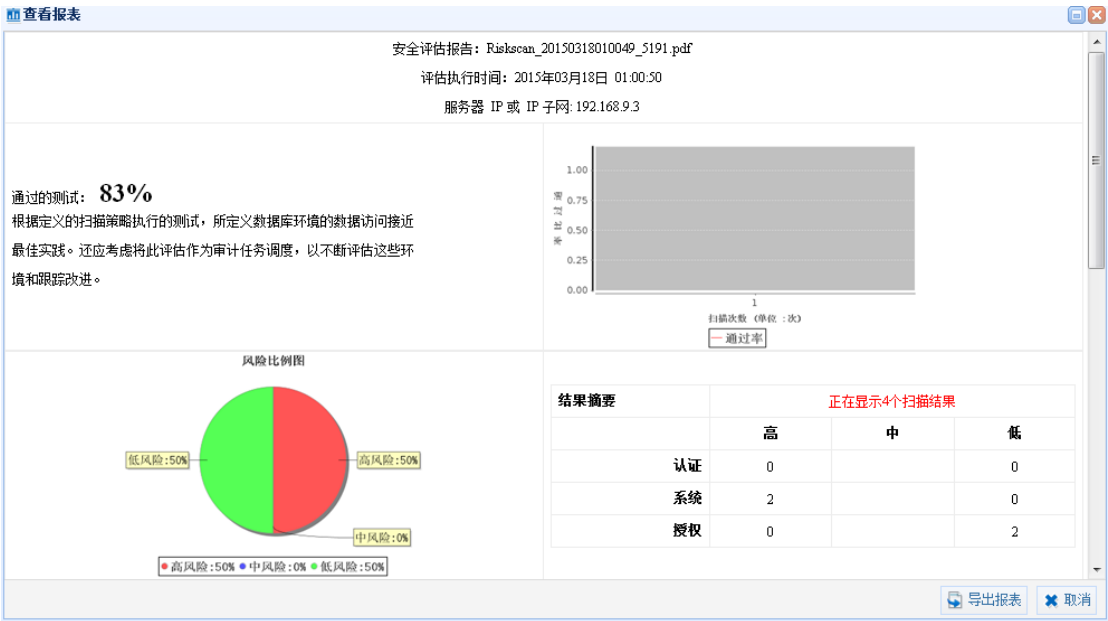 查看报表
安全评估报告：Riskscan_20150318010049_5191.pdf
评估执行时间：2015年03月18日 01:00:50
服务器 IP 或 IP 子网: 192.168.9.3
通过的测试： 83%
根据定义的扫描策略执行的测试，所定义数据库环境的数据访问接近
最佳实践。还应考虑将此评估作为审计任务调度，以不断评估这些环
境和跟踪改进。
1.00
0.75
0.50
0.25
0.00
通过比率
1
扫描次数（单位：次）
通过率
风险比例图
低风险:50%
高风险:50%
中风险:0%
高风险:50% 中风险:0% 低风险:50%
结果摘要 正在显示4个扫描结果
高 中 低
认证 0 0
系统 2 0
授权 0 2
导出报表 取消